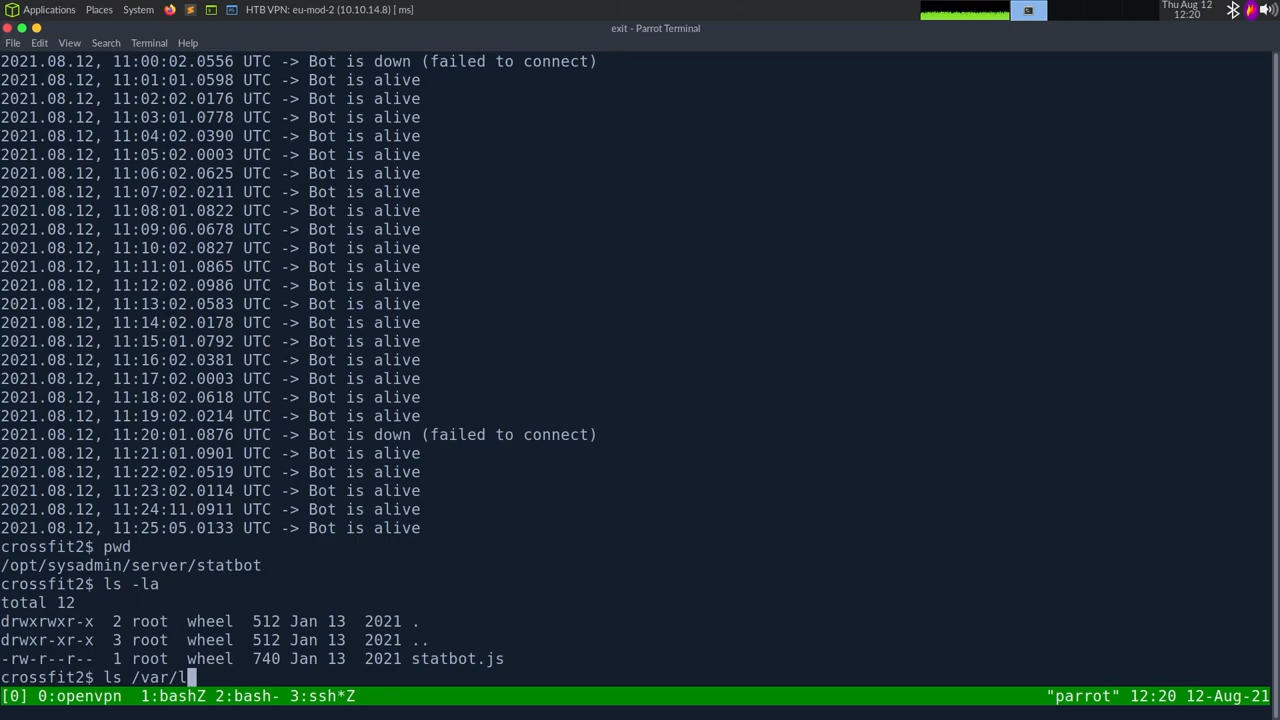 Applications Places System HTB VPN: eu-mod-2 (10.10.14.8) [ms] Thu Aug 12
12:20
exit - Parrot Terminal
File Edit View Search Terminal Help
2021.08.12, 11:00:02.0556 UTC -> Bot is down (failed to connect)
2021.08.12, 11:01:01.0598 UTC -> Bot is alive
2021.08.12, 11:02:02.0176 UTC -> Bot is alive
2021.08.12, 11:03:01.0778 UTC -> Bot is alive
2021.08.12, 11:04:02.0390 UTC -> Bot is alive
2021.08.12, 11:05:02.0003 UTC -> Bot is alive
2021.08.12, 11:06:02.0625 UTC -> Bot is alive
2021.08.12, 11:07:02.0211 UTC -> Bot is alive
2021.08.12, 11:08:01.0822 UTC -> Bot is alive
2021.08.12, 11:09:06.0678 UTC -> Bot is alive
2021.08.12, 11:10:02.0827 UTC -> Bot is alive
2021.08.12, 11:11:01.0865 UTC -> Bot is alive
2021.08.12, 11:12:02.0986 UTC -> Bot is alive
2021.08.12, 11:13:02.0583 UTC -> Bot is alive
2021.08.12, 11:14:02.0178 UTC -> Bot is alive
2021.08.12, 11:15:01.0792 UTC -> Bot is alive
2021.08.12, 11:16:02.0381 UTC -> Bot is alive
2021.08.12, 11:17:02.0003 UTC -> Bot is alive
2021.08.12, 11:18:02.0618 UTC -> Bot is alive
2021.08.12, 11:19:02.0214 UTC -> Bot is alive
2021.08.12, 11:20:01.0876 UTC -> Bot is down (failed to connect)
2021.08.12, 11:21:01.0901 UTC -> Bot is alive
2021.08.12, 11:22:02.0519 UTC -> Bot is alive
2021.08.12, 11:23:02.0114 UTC -> Bot is alive
2021.08.12, 11:24:11.0911 UTC -> Bot is alive
2021.08.12, 11:25:05.0133 UTC -> Bot is alive
crossfit2$ pwd
/opt/sysadmin/server/statbot
crossfit2$ ls -la
total 12
drwxrwxr-x 2 root wheel 512 Jan 13 2021 .
drwxr-xr-x 3 root wheel 512 Jan 13 2021 ..
-rw-r--r-- 1 root wheel 740 Jan 13 2021 statbot.js
crossfit2$ ls /var/l
[0] 0:openvpn 1:bashZ 2:bash- 3:ssh*Z "parrot" 12:20 12-Aug-21